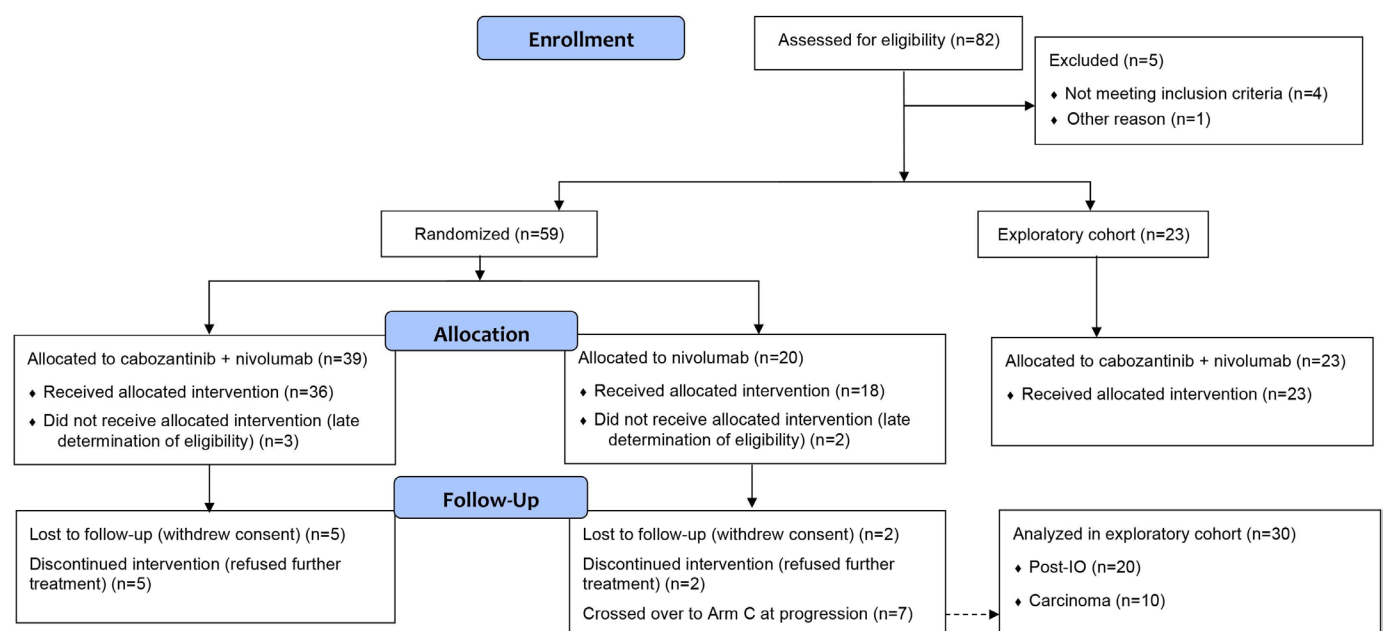 Enrollment
Assessed for eligibility (n=82)
Excluded (n=5)
♦ Not meeting inclusion criteria (n=4)
♦ Other reason (n=1)
Randomized (n=59)
Exploratory cohort (n=23)
Allocation
Allocated to cabozantinib + nivolumab (n=39)
♦ Received allocated intervention (n=36)
♦ Did not receive allocated intervention (late
determination of eligibility) (n=3)
Allocated to nivolumab (n=20)
♦ Received allocated intervention (n=18)
♦ Did not receive allocated intervention (late
determination of eligibility) (n=2)
Allocated to cabozantinib + nivolumab (n=23)
♦ Received allocated intervention (n=23)
Follow-Up
Lost to follow-up (withdrew consent) (n=5)
Discontinued intervention (refused further
treatment) (n=5)
Lost to follow-up (withdrew consent) (n=2)
Discontinued intervention (refused further
treatment) (n=2)
Crossed over to Arm C at progression (n=7)
Analyzed in exploratory cohort (n=30)
♦ Post-IO (n=20)
♦ Carcinoma (n=10)